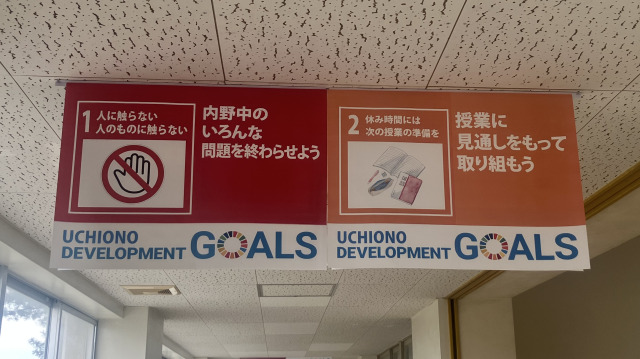 1 人に触らない
人のものに触らない
内野中の
いろんな
問題を終わらせよう
UCHIONO
DEVELOPMENT GOALS
2 休み時間には
次の授業の準備を
授業に
見通しをもって
取り組もう
UCHIONO
DEVELOPMENT GOALS